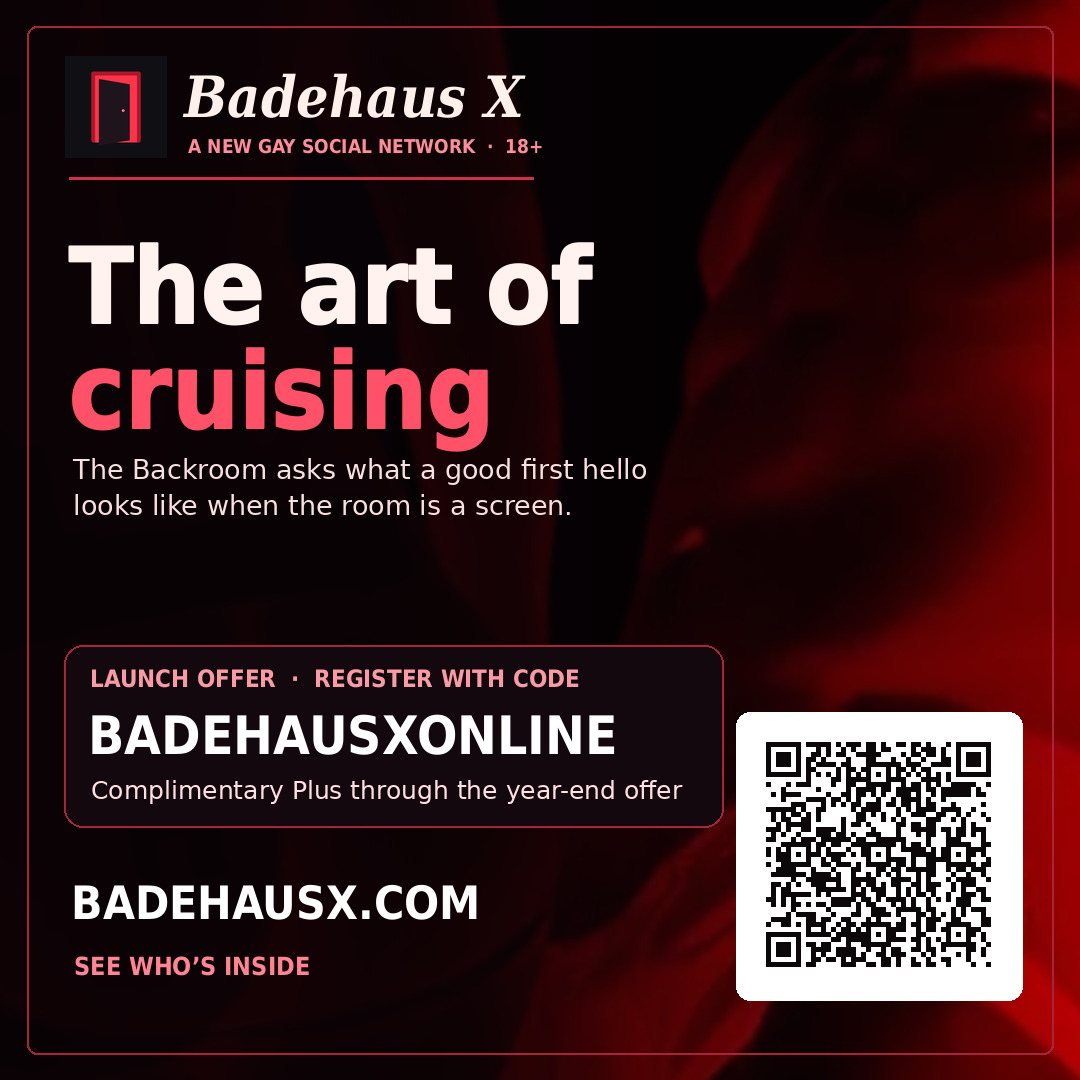 Badehaus X
A NEW GAY SOCIAL NETWORK · 18+
The art of
cruising
The Backroom asks what a good first hello
looks like when the room is a screen.
LAUNCH OFFER · REGISTER WITH CODE
BADEHAUSXONLINE
Complimentary Plus through the year-end offer
BADEHAUSX.COM
SEE WHO’S INSIDE